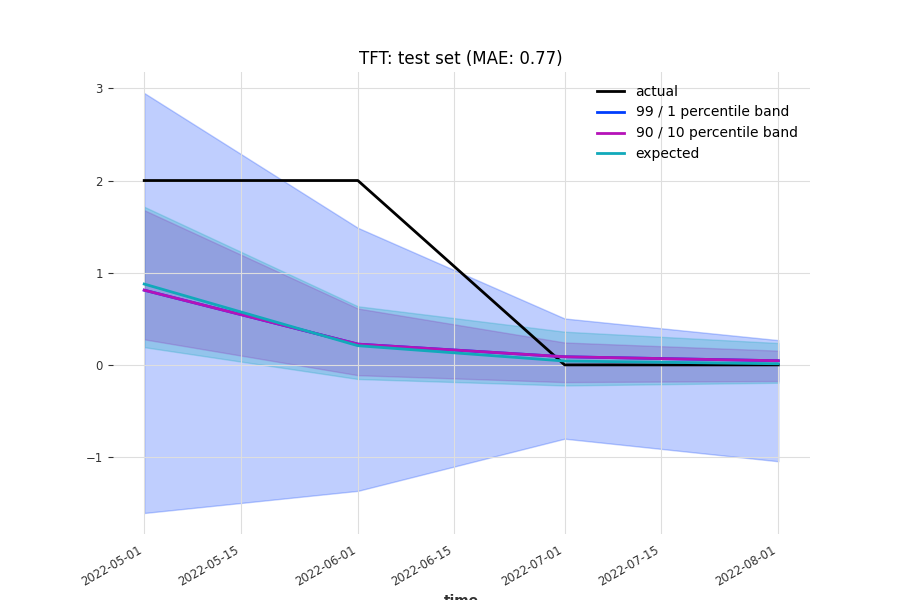 TFT: test set (MAE: 0.77)
actual
99 / 1 percentile band
90 / 10 percentile band
expected
3
2
1
0
−1
2022-05-01
2022-05-15
2022-06-01
2022-06-15
2022-07-01
2022-07-15
2022-08-01
time